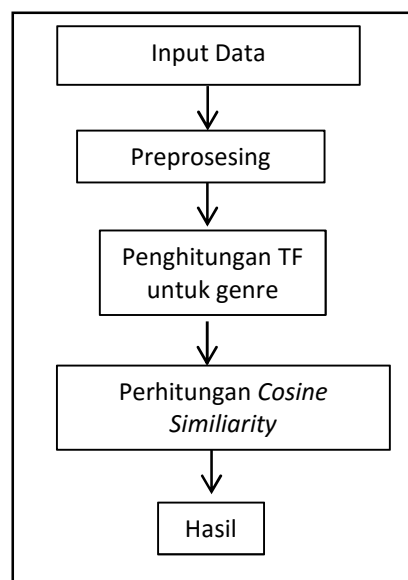 Input Data
Preprosesing
Penghitungan TF
untuk genre
Perhitungan Cosine
Similiarity
Hasil